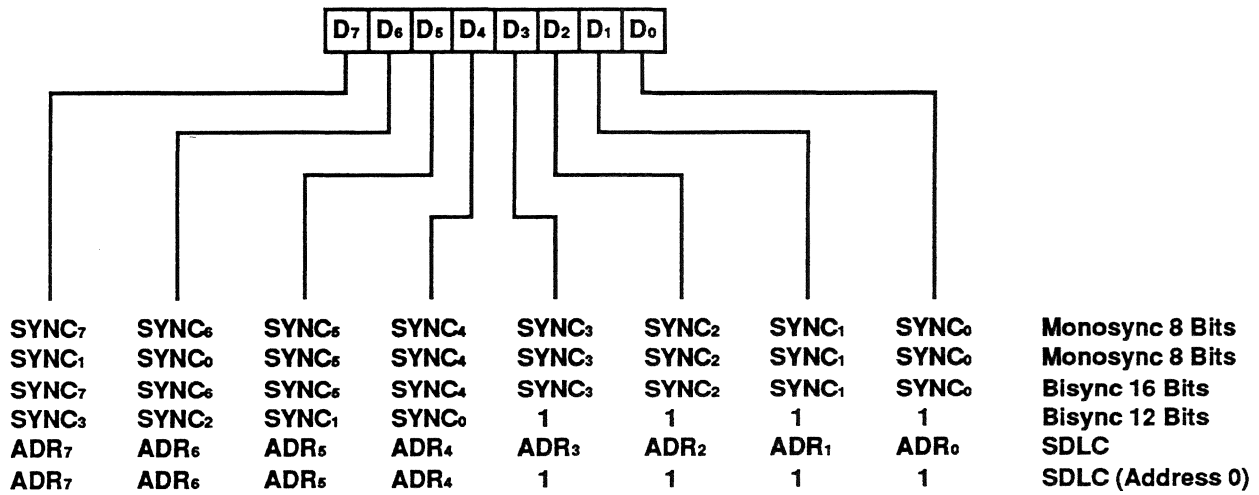 D₇ D₆ D₅ D₄ D₃ D₂ D₁ D₀
SYNC₇ SYNC₆ SYNC₅ SYNC₄ SYNC₃ SYNC₂ SYNC₁ SYNC₀ Monosync 8 Bits
SYNC₁ SYNC₀ SYNC₅ SYNC₄ SYNC₃ SYNC₂ SYNC₁ SYNC₀ Monosync 8 Bits
SYNC₇ SYNC₆ SYNC₅ SYNC₄ SYNC₃ SYNC₂ SYNC₁ SYNC₀ Bisync 16 Bits
SYNC₃ SYNC₂ SYNC₁ SYNC₀ 1 1 1 1 Bisync 12 Bits
ADR₇ ADR₆ ADR₅ ADR₄ ADR₃ ADR₂ ADR₁ ADR₀ SDLC
ADR₇ ADR₆ ADR₅ ADR₄ 1 1 1 1 SDLC (Address 0)